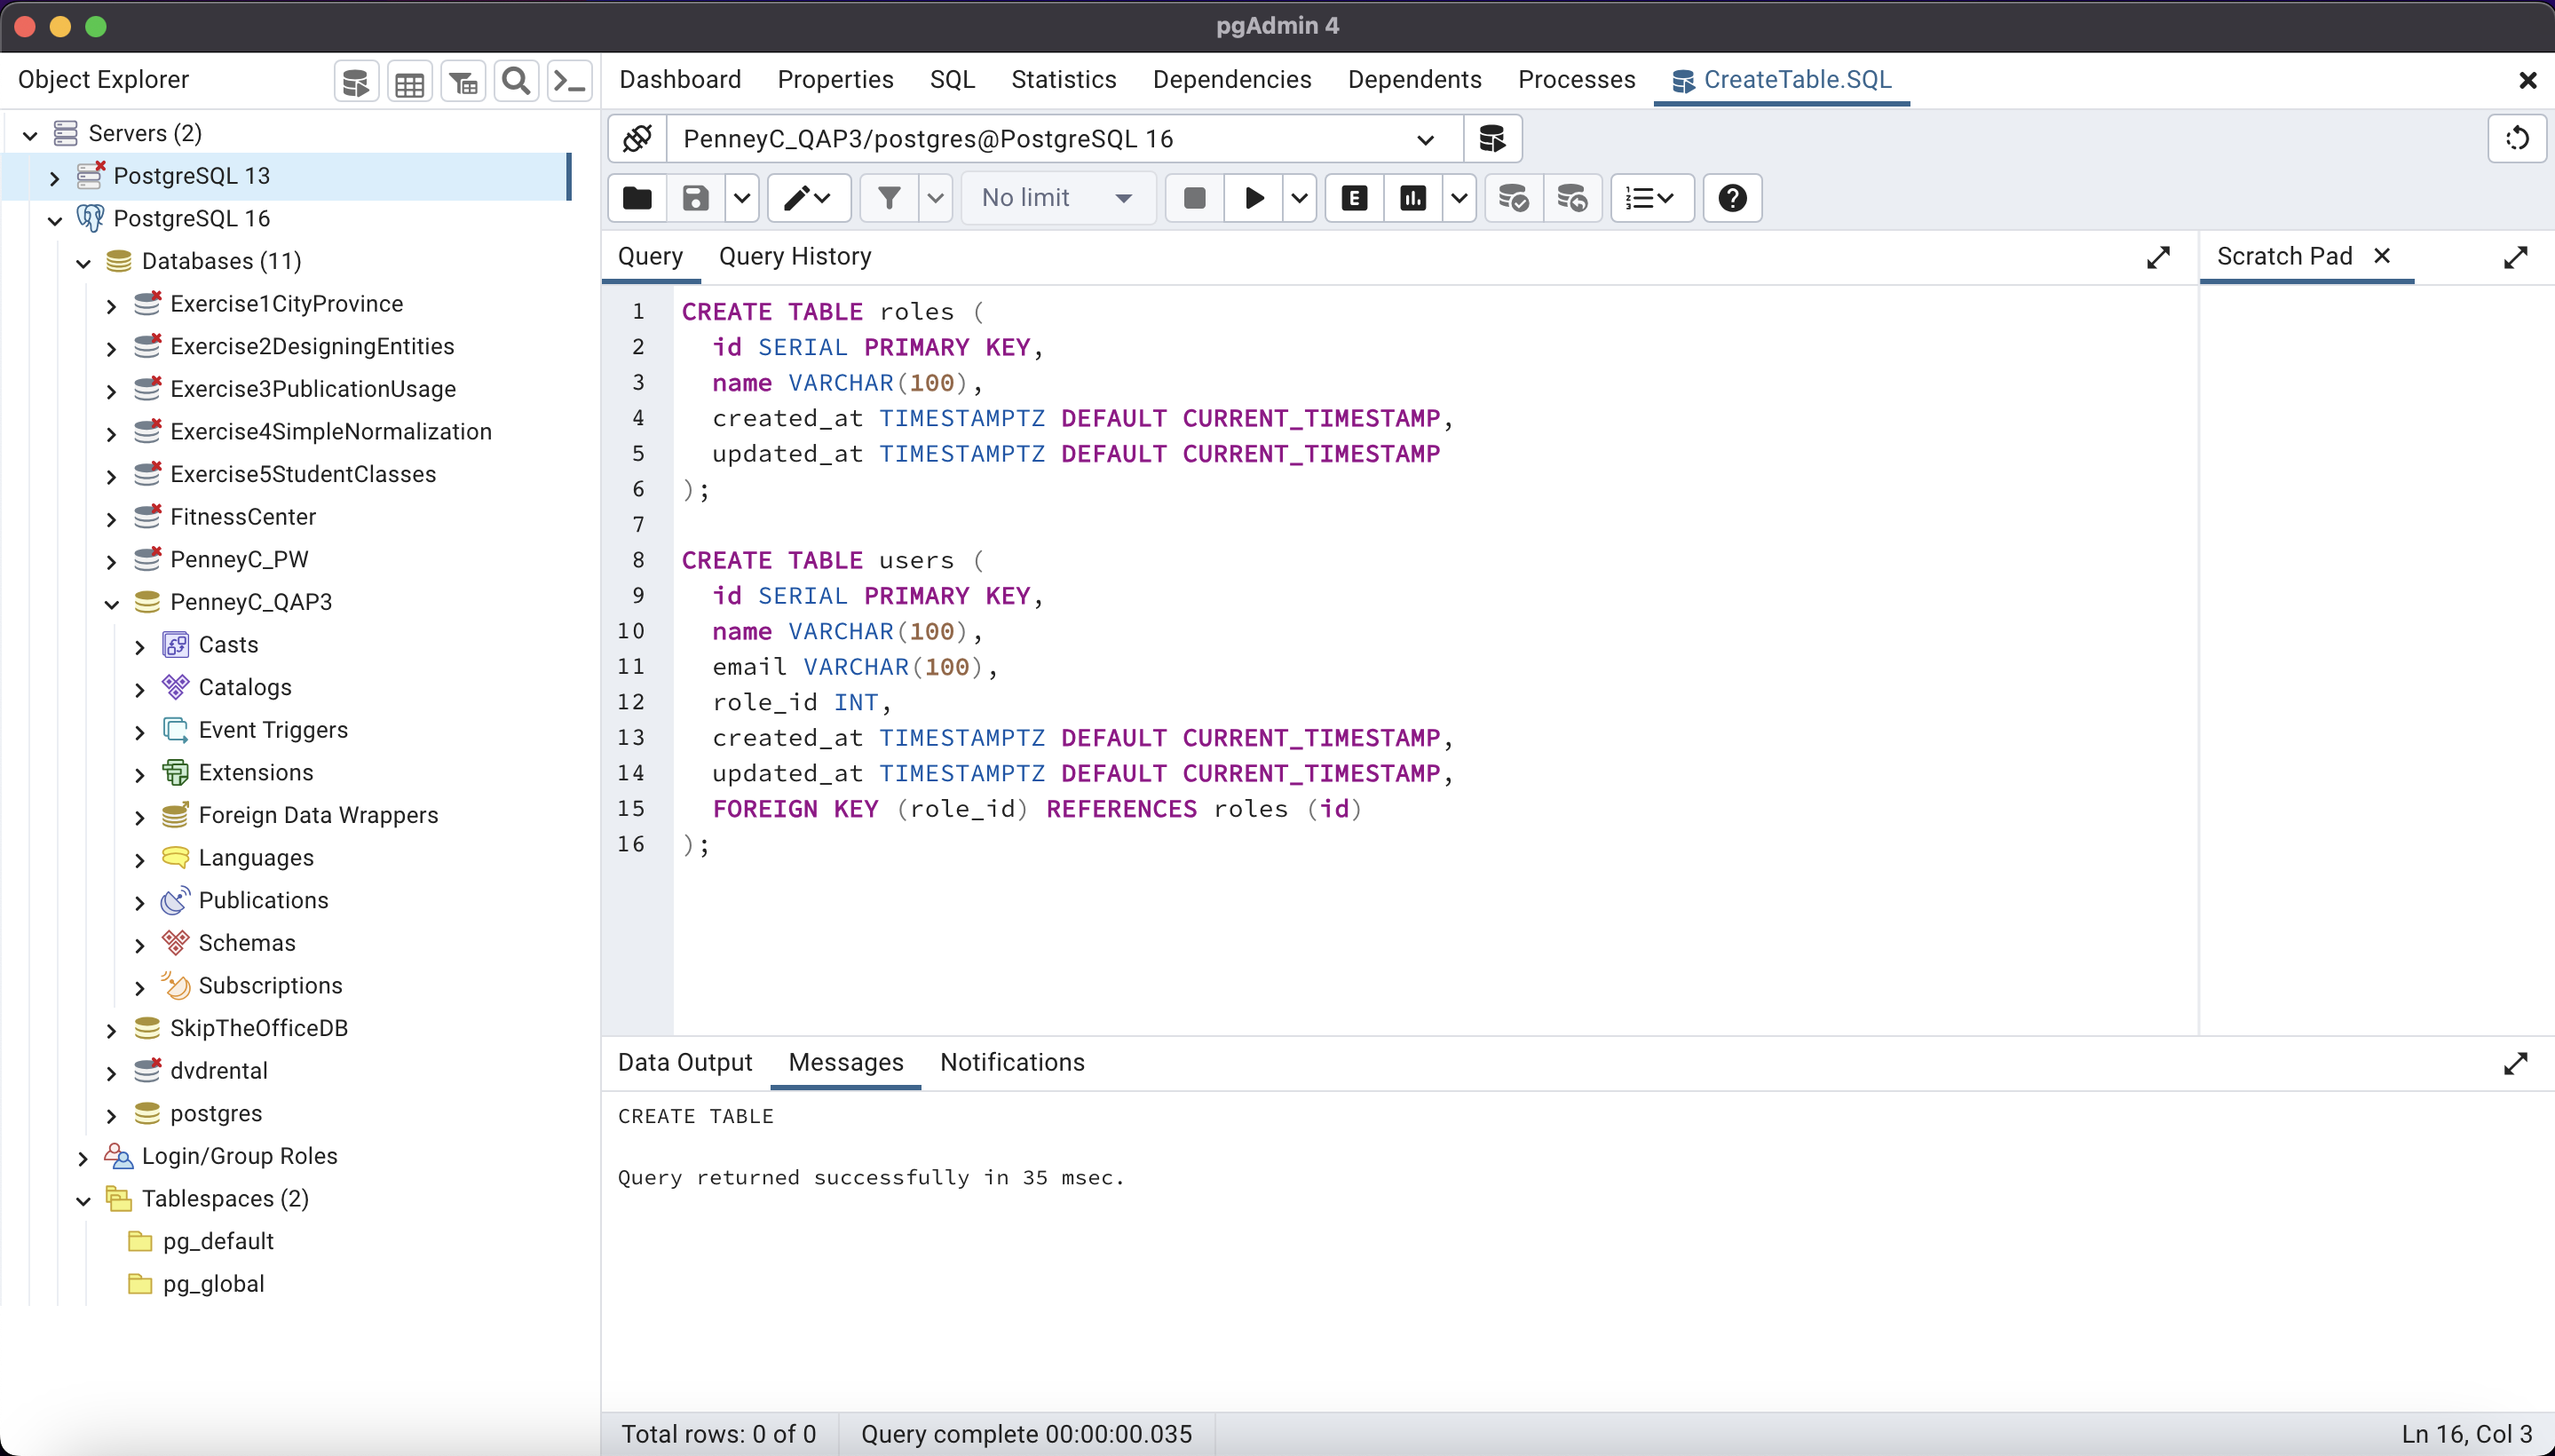 pgAdmin 4
Object Explorer
Dashboard Properties SQL Statistics Dependencies Dependents Processes CreateTable.SQL
Servers (2)
PostgreSQL 13
PostgreSQL 16
Databases (11)
Exercise1CityProvince
Exercise2DesigningEntities
Exercise3PublicationUsage
Exercise4SimpleNormalization
Exercise5StudentClasses
FitnessCenter
PenneyC_PW
PenneyC_QAP3
Casts
Catalogs
Event Triggers
Extensions
Foreign Data Wrappers
Languages
Publications
Schemas
Subscriptions
SkipTheOfficeDB
dvdrental
postgres
Login/Group Roles
Tablespaces (2)
pg_default
pg_global
PenneyC_QAP3/postgres@PostgreSQL 16
No limit E
Query Query History
Scratch Pad
1 CREATE TABLE roles (
2 id SERIAL PRIMARY KEY,
3 name VARCHAR(100),
4 created_at TIMESTAMPTZ DEFAULT CURRENT_TIMESTAMP,
5 updated_at TIMESTAMPTZ DEFAULT CURRENT_TIMESTAMP
6 );
7
8 CREATE TABLE users (
9 id SERIAL PRIMARY KEY,
10 name VARCHAR(100),
11 email VARCHAR(100),
12 role_id INT,
13 created_at TIMESTAMPTZ DEFAULT CURRENT_TIMESTAMP,
14 updated_at TIMESTAMPTZ DEFAULT CURRENT_TIMESTAMP,
15 FOREIGN KEY (role_id) REFERENCES roles (id)
16 );
Data Output Messages Notifications
CREATE TABLE
Query returned successfully in 35 msec.
Total rows: 0 of 0 Query complete 00:00:00.035 Ln 16, Col 3